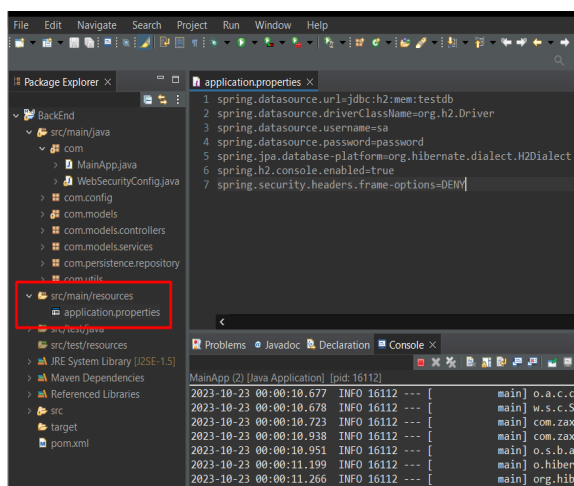 File Edit Navigate Search Project Run Window Help
Package Explorer
BackEnd
src/main/java
com
MainApp.java
WebSecurityConfig.java
com.config
com.models
com.models.controllers
com.models.services
com.persistence.repository
com.utils
src/main/resources
application.properties
src/test/java
src/test/resources
JRE System Library [J2SE-1.5]
Maven Dependencies
Referenced Libraries
src
target
pom.xml
application.properties
1 spring.datasource.url=jdbc:h2:mem:testdb
2 spring.datasource.driverClassName=org.h2.Driver
3 spring.datasource.username=sa
4 spring.datasource.password=password
5 spring.jpa.database-platform=org.hibernate.dialect.H2Dialect
6 spring.h2.console.enabled=true
7 spring.security.headers.frame-options=DENY
Problems Javadoc Declaration Console
MainApp (2) [Java Application] [pid: 16112]
2023-10-23 00:00:10.677 INFO 16112 --- [ main] o.a.c.c
2023-10-23 00:00:10.678 INFO 16112 --- [ main] w.s.c.S
2023-10-23 00:00:10.723 INFO 16112 --- [ main] com.zax
2023-10-23 00:00:10.938 INFO 16112 --- [ main] com.zax
2023-10-23 00:00:10.951 INFO 16112 --- [ main] o.s.b.a
2023-10-23 00:00:11.199 INFO 16112 --- [ main] o.hiber
2023-10-23 00:00:11.266 INFO 16112 --- [ main] org.hib